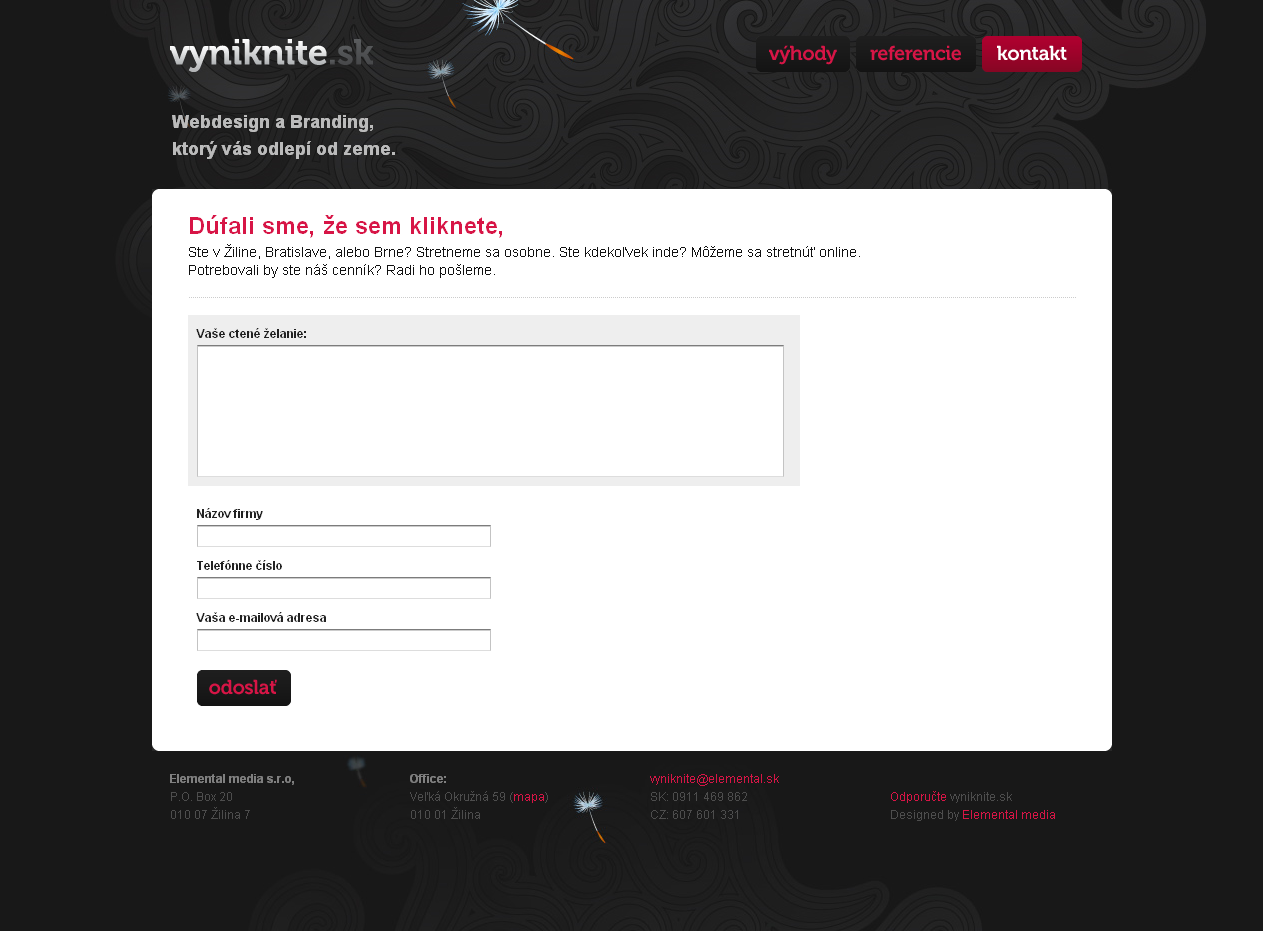 vyniknite.sk
výhody
referencie
kontakt
Webdesign a Branding,
ktorý vás odlepí od zeme.
Dúfali sme, že sem kliknete,
Ste v Žiline, Bratislave, alebo Brne? Stretneme sa osobne. Ste kdekoľvek inde? Môžeme sa stretnúť online.
Potrebovali by ste náš cenník? Radi ho pošleme.
Vaše ctené želanie:
Názov firmy
Telefónne číslo
Vaša e-mailová adresa
odoslať
Elemental media s.r.o,
P.O. Box 20
010 07 Žilina 7
Office:
Veľká Okružná 59 (mapa)
010 01 Žilina
vyniknite@elemental.sk
SK: 0911 469 862
CZ: 607 601 331
Odporučte vyniknite.sk
Designed by Elemental media